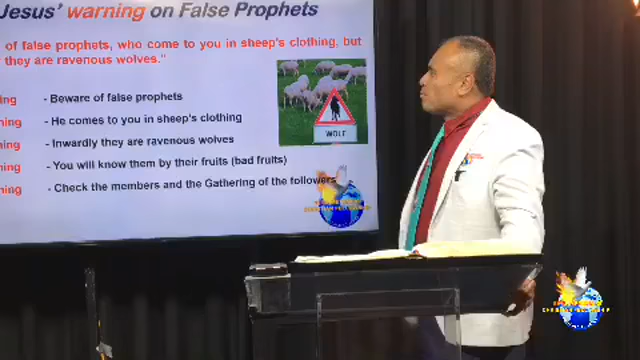 Jesus' warning on False Prophets
of false prophets, who come to you in sheep's clothing, but
they are ravenous wolves."
ing - Beware of false prophets
ning - He comes to you in sheep's clothing
ning - Inwardly they are ravenous wolves
ning - You will know them by their fruits (bad fruits)
ning - Check the members and the Gathering of the followers
WOLF